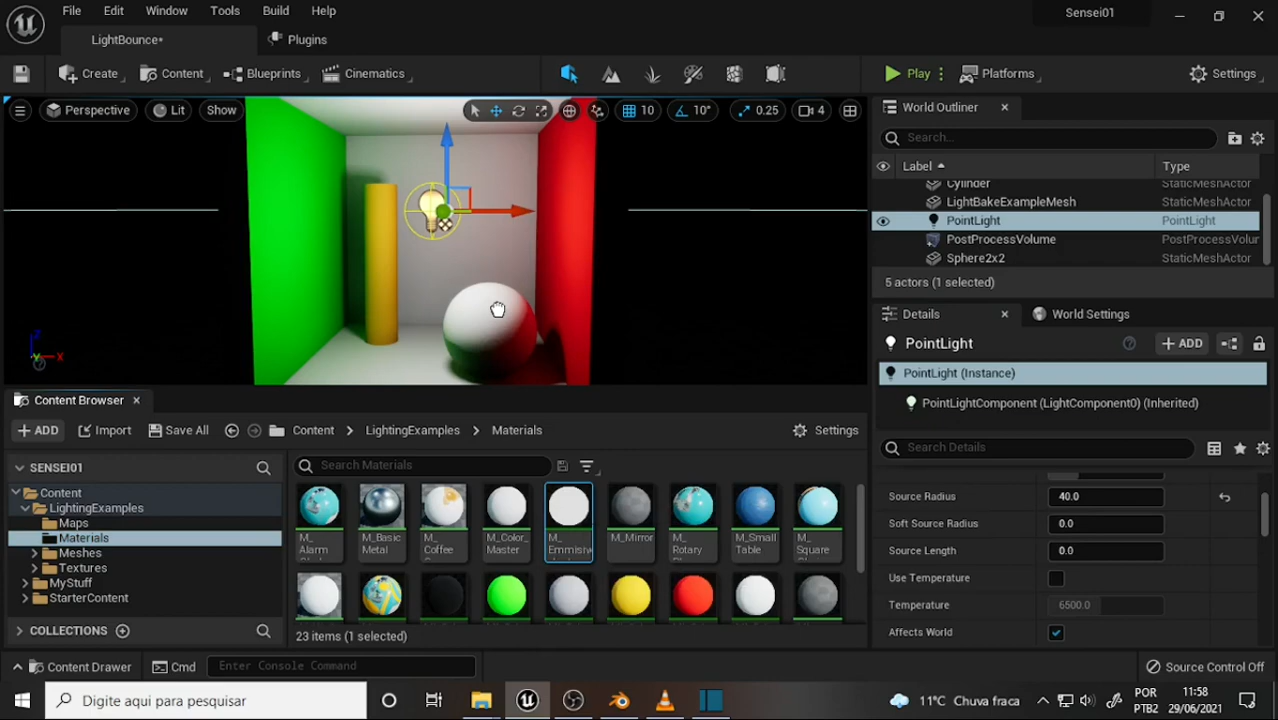 File Edit Window Tools Build Help
Sensei01
LightBounce*
Plugins
Create Content Blueprints Cinematics
Play Platforms Settings
Perspective Lit Show
10 10° 0.25 4
World Outliner
Search...
Label Type
Cylinder StaticMeshActor
LightBakeExampleMesh StaticMeshActor
PointLight PointLight
PostProcessVolume PostProcessVolur
Sphere2x2 StaticMeshActor
5 actors (1 selected)
Details World Settings
PointLight ADD
PointLight (Instance)
PointLightComponent (LightComponent0) (Inherited)
Search Details
Source Radius 40.0
Soft Source Radius 0.0
Source Length 0.0
Use Temperature
Temperature 6500.0
Affects World
Z
Y X
Content Browser
ADD Import Save All Content LightingExamples Materials Settings
SENSEI01
Search Materials
Content
LightingExamples
Maps
Materials
Meshes
Textures
MyStuff
StarterContent
COLLECTIONS
M_ Alarm
M_Basic Metal
M_ Coffee
M_Color_ Master
M_ Emmisive
M_Mirror
M_ Rotary
M_Small Table
M_ Square
23 items (1 selected)
Content Drawer Cmd Enter Console Command Source Control Off
Digite aqui para pesquisar
11°C Chuva fraca
POR
PTB2
11:58
29/06/2021